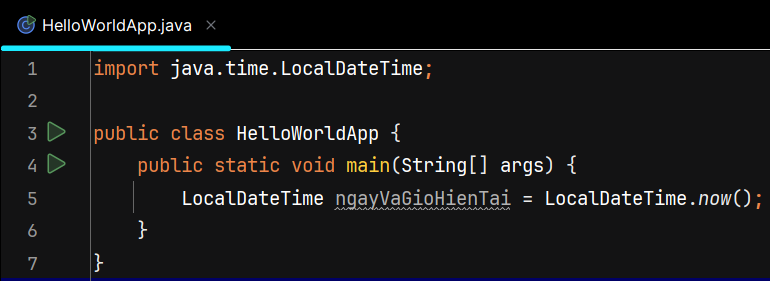 HelloWorldApp.java ×
1 import java.time.LocalDateTime;
2
3 public class HelloWorldApp {
4 public static void main(String[] args) {
5 LocalDateTime ngayVaGioHienTai = LocalDateTime.now();
6 }
7 }